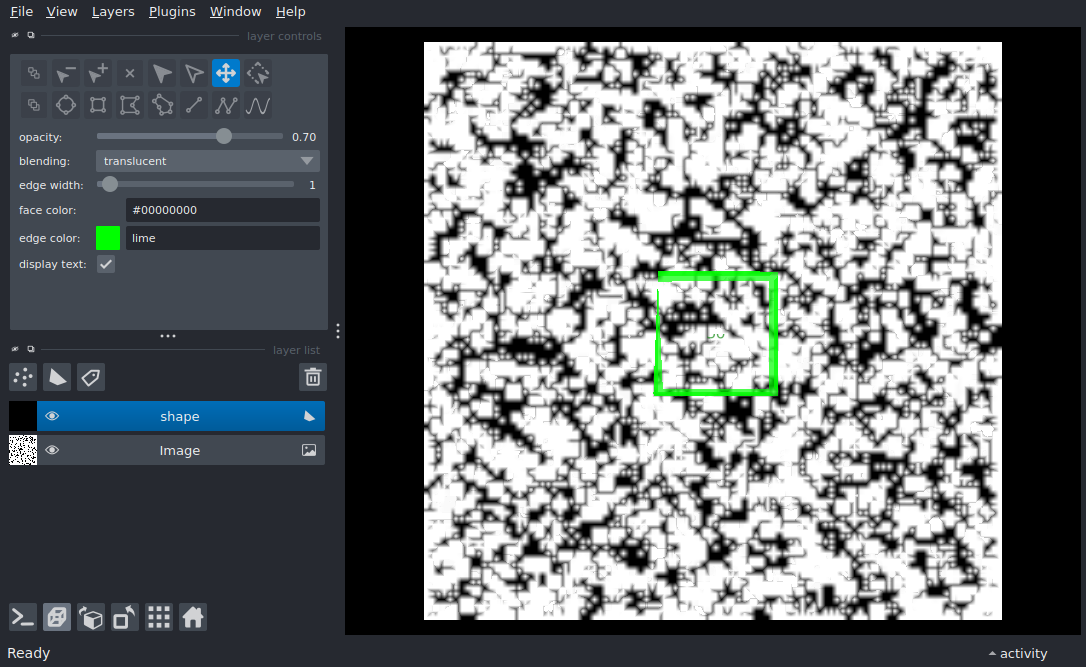 File View Layers Plugins Window Help
layer controls
opacity: 0.70
blending: translucent
edge width: 1
face color: #00000000
edge color: lime
display text:
layer list
shape
Image
Ready
activity